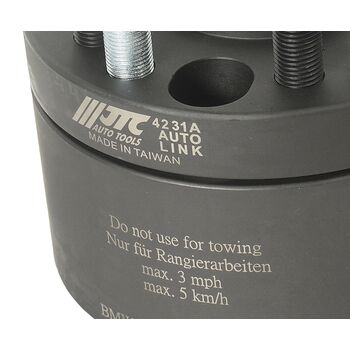 JTC
AUTO TOOLS
MADE IN TAIWAN
4231A
AUTO
LINK
Do not use for towing
Nur für Rangierarbeiten
max. 3 mph
max. 5 km/h